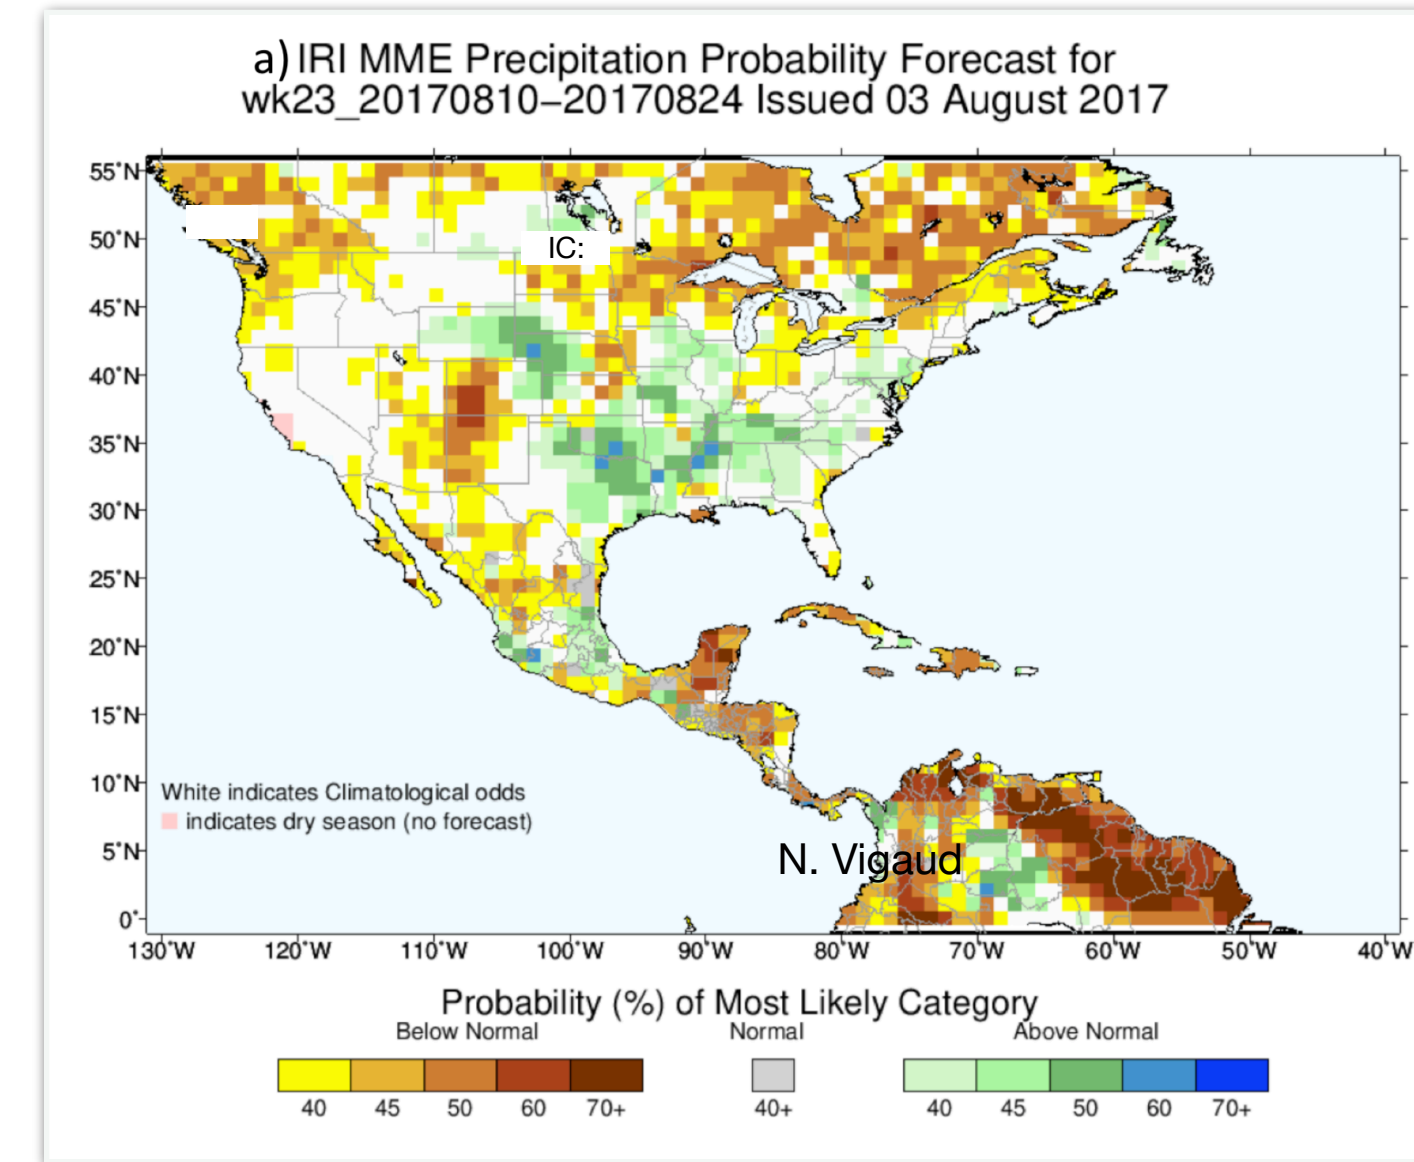 a) IRI MME Precipitation Probability Forecast for
wk23_20170810–20170824 Issued 03 August 2017
55°N
50°N
45°N
40°N
35°N
30°N
25°N
20°N
15°N
10°N
5°N
0°
IC:
White indicates Climatological odds
indicates dry season (no forecast)
N. Vigaud
130°W 120°W 110°W 100°W 90°W 80°W 70°W 60°W 50°W 40°W
Probability (%) of Most Likely Category
Below Normal Normal Above Normal
40 45 50 60 70+ 40+ 40 45 50 60 70+